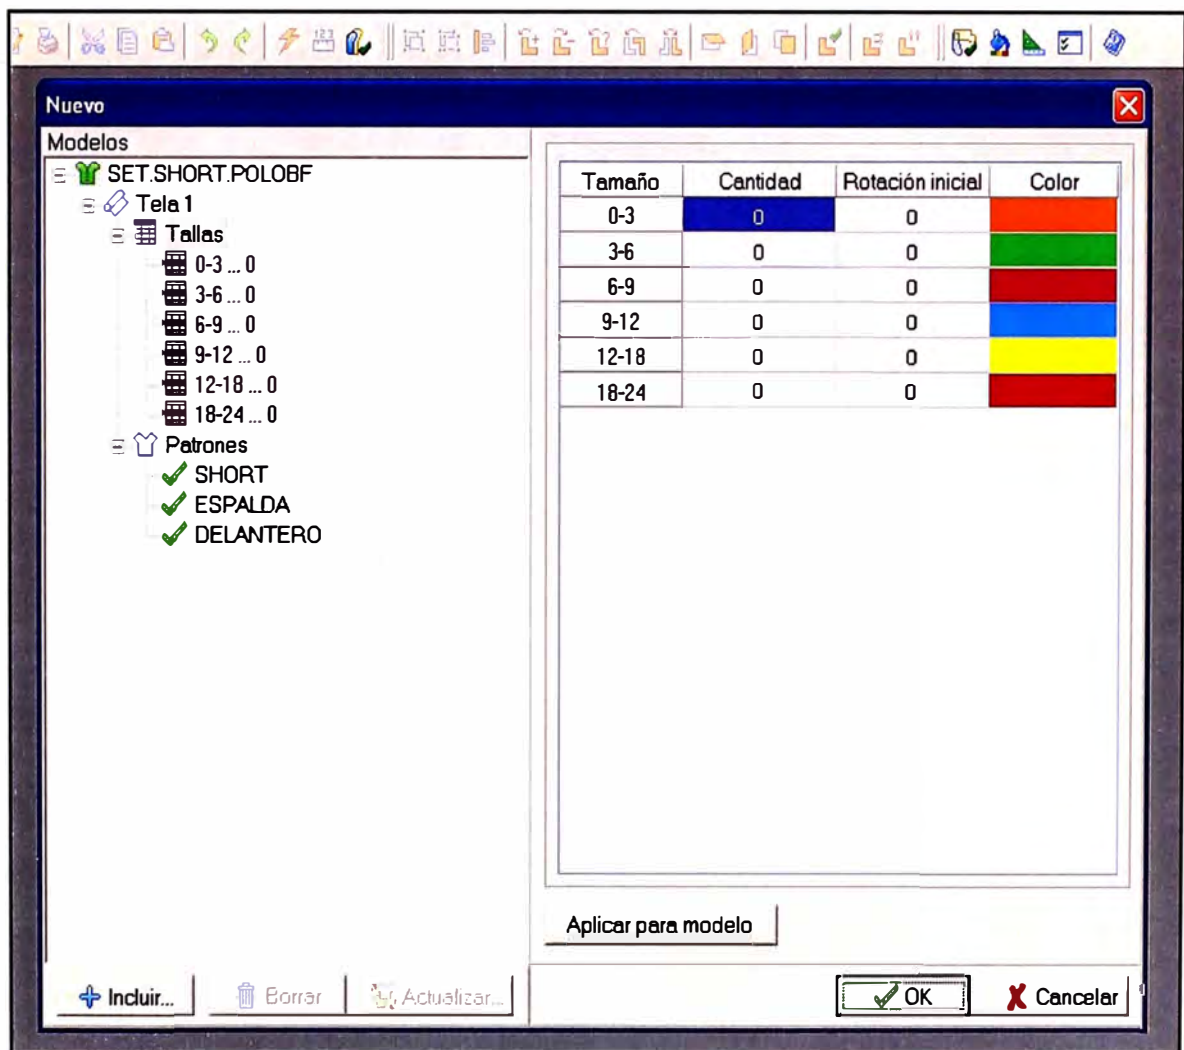 Nuevo
Modelos
SET.SHORT.POLOBF
Tela 1
Tallas
0-3 ... 0
3-6 ... 0
6-9 ... 0
9-12 ... 0
12-18 ... 0
18-24 ... 0
Patrones
SHORT
ESPALDA
DELANTERO
Tamaño Cantidad Rotación inicial Color
0-3 0 0
3-6 0 0
6-9 0 0
9-12 0 0
12-18 0 0
18-24 0 0
Aplicar para modelo
Incluir... Borrar Actualizar... OK Cancelar